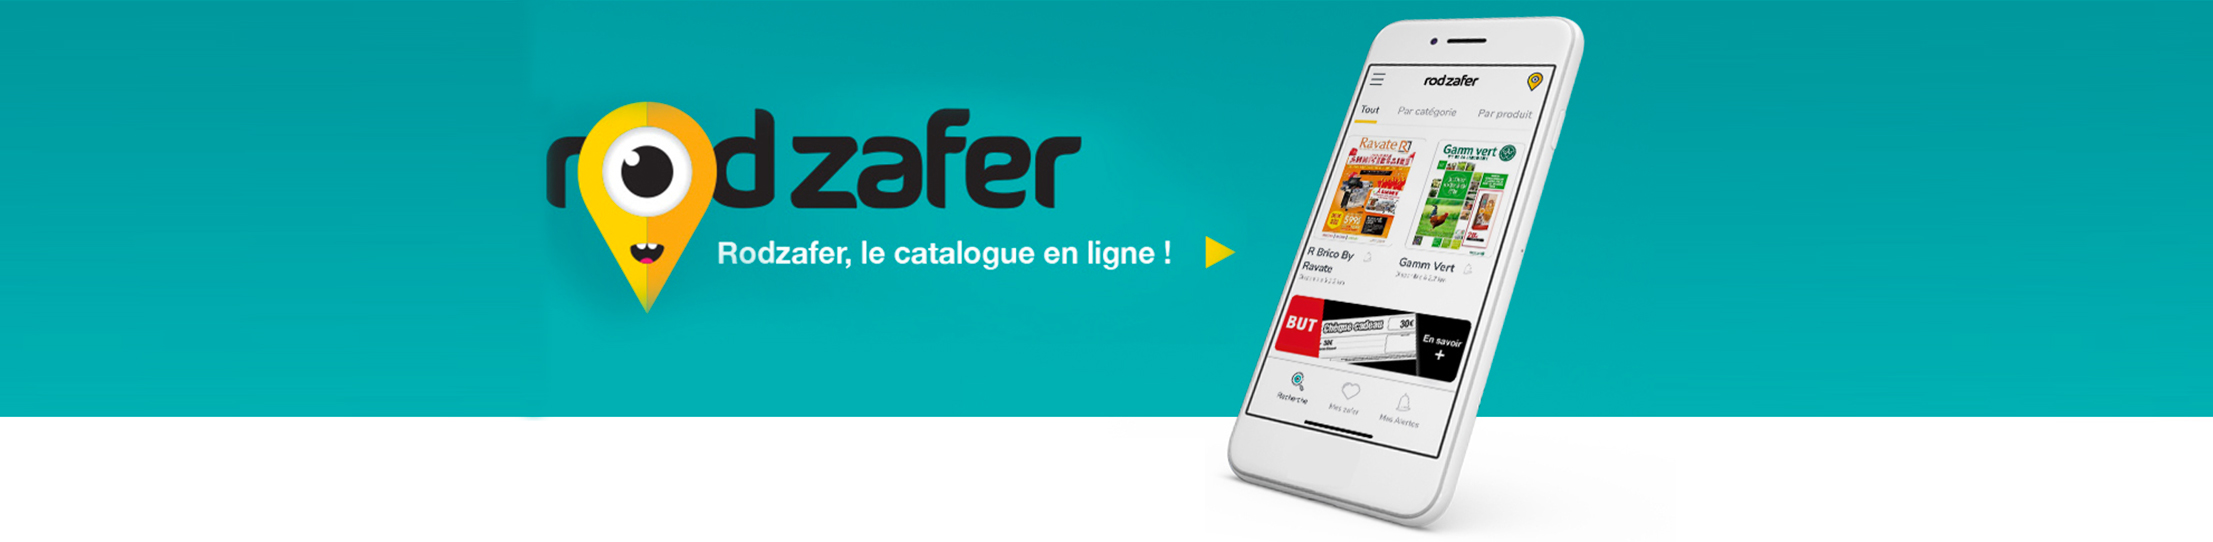 rodzafer
Rodzafer, le catalogue en ligne !
rodzafer
Tout Par catégorie Par produit
Ravate R
ANNIVERSAIRE
Gamm vert
R Brico By
Ravate
Gamm Vert
BUT
Chèque cadeau 30€
En savoir
+
Recherche
Mes zafer
Mes Alertes